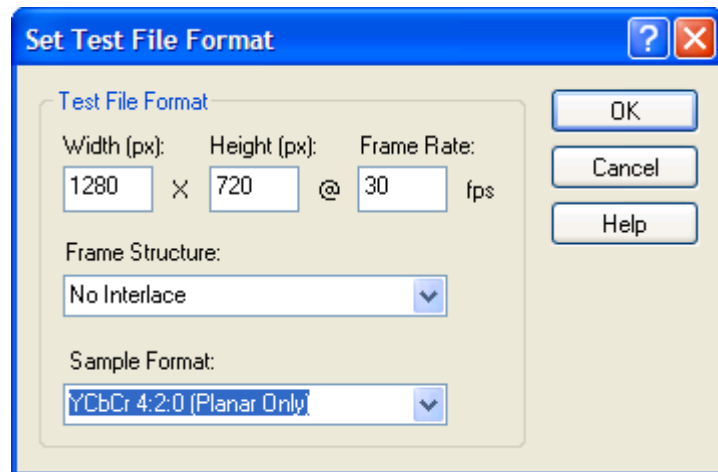 Set Test File Format
?
Test File Format
Width (px): Height (px): Frame Rate:
1280 X 720 @ 30 fps
Frame Structure:
No Interlace
Sample Format:
YCbCr 4:2:0 (Planar Only)
OK
Cancel
Help